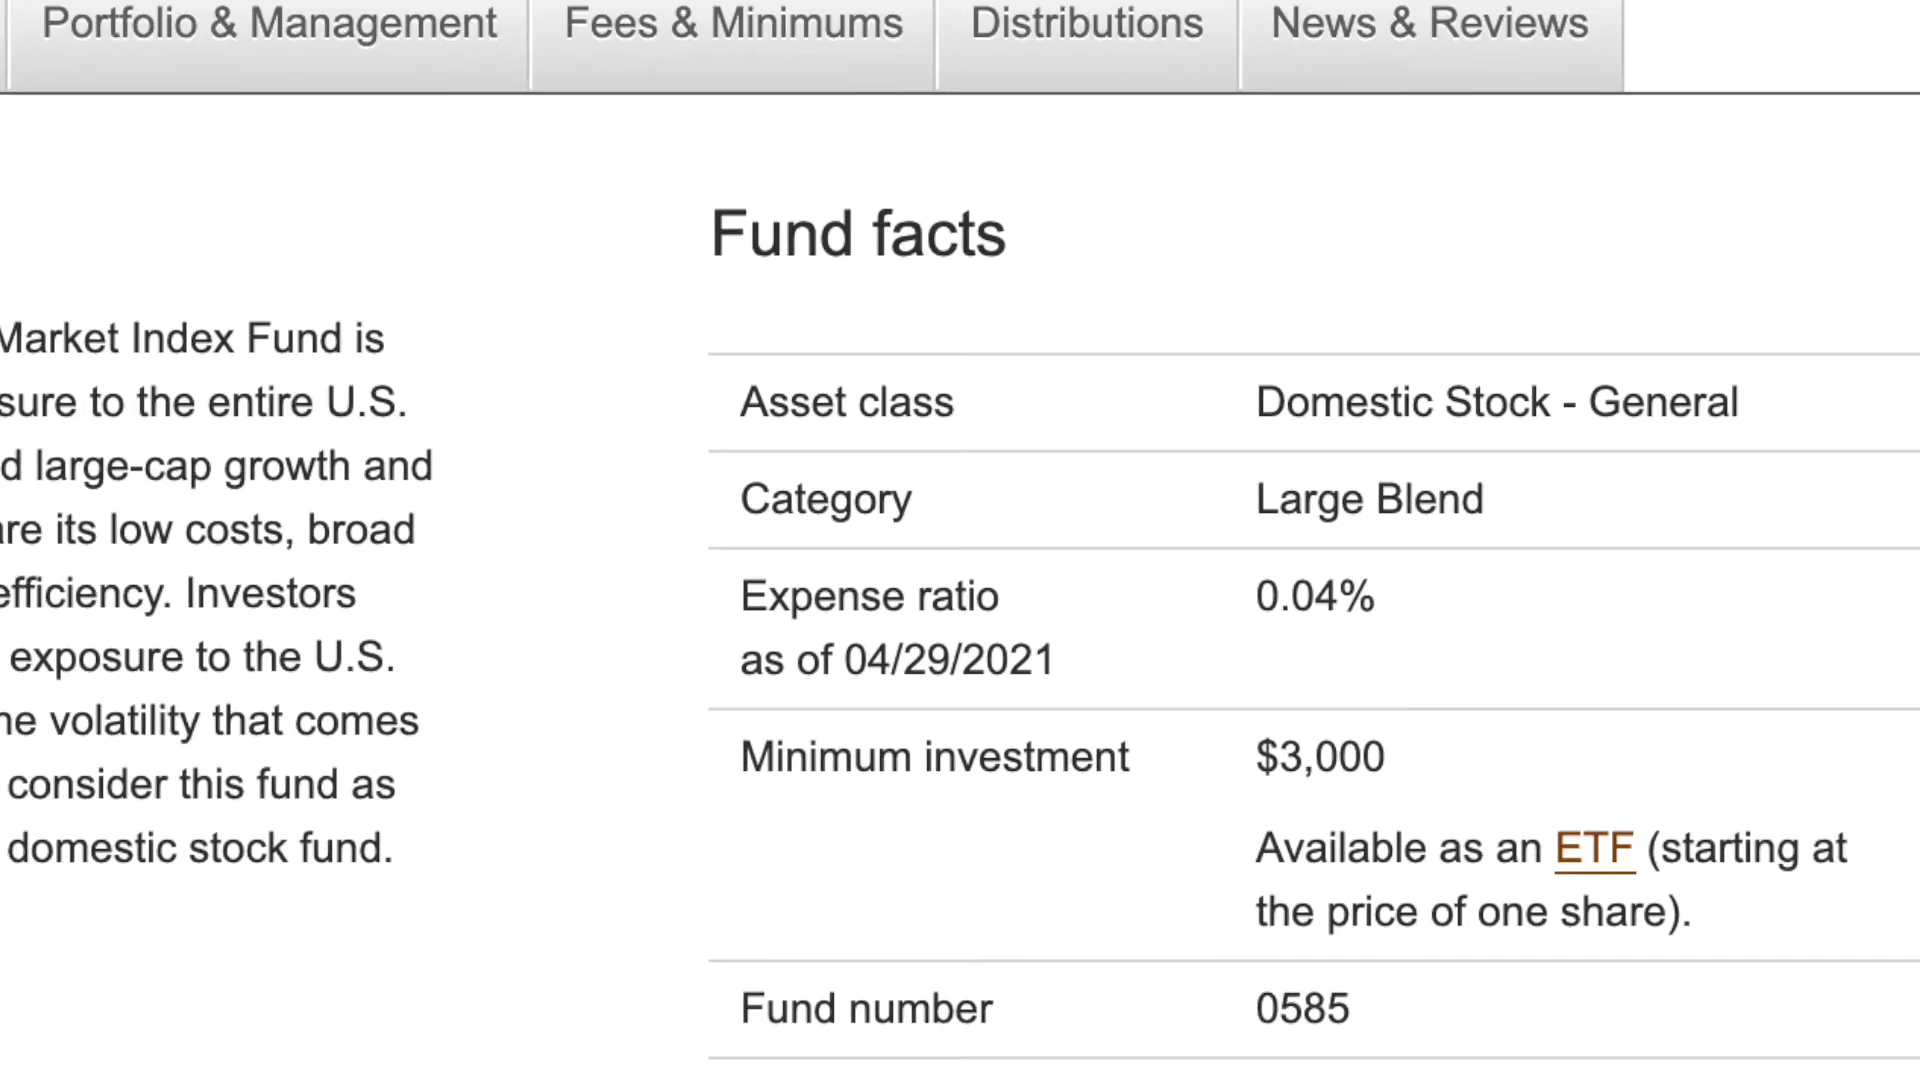 Portfolio & Management
Fees & Minimums
Distributions
News & Reviews
Market Index Fund is
sure to the entire U.S.
d large-cap growth and
are its low costs, broad
efficiency. Investors
exposure to the U.S.
he volatility that comes
consider this fund as
domestic stock fund.
Fund facts
Asset class Domestic Stock - General
Category Large Blend
Expense ratio 0.04%
as of 04/29/2021
Minimum investment $3,000
Available as an ETF (starting at
the price of one share).
Fund number 0585